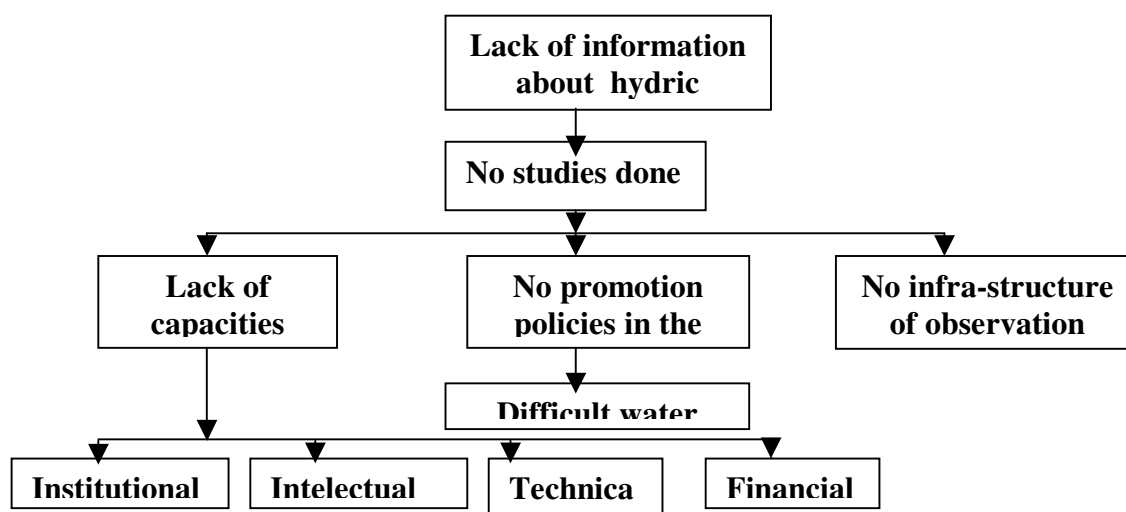 Lack of information
about hydric
No studies done
Lack of
capacities
No promotion
policies in the
No infra-structure
of observation
Difficult water
Institutional
Intelectual
Technica
Financial